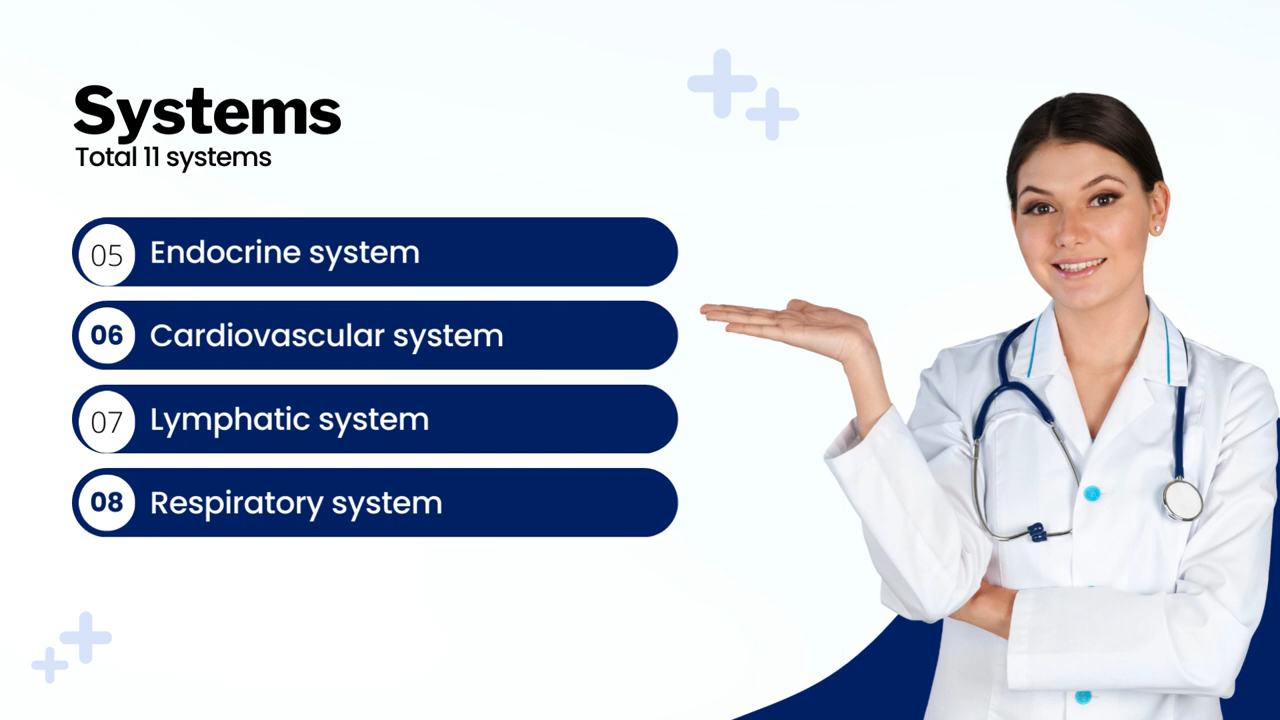 Systems
Total 11 systems
05 Endocrine system
06 Cardiovascular system
07 Lymphatic system
08 Respiratory system